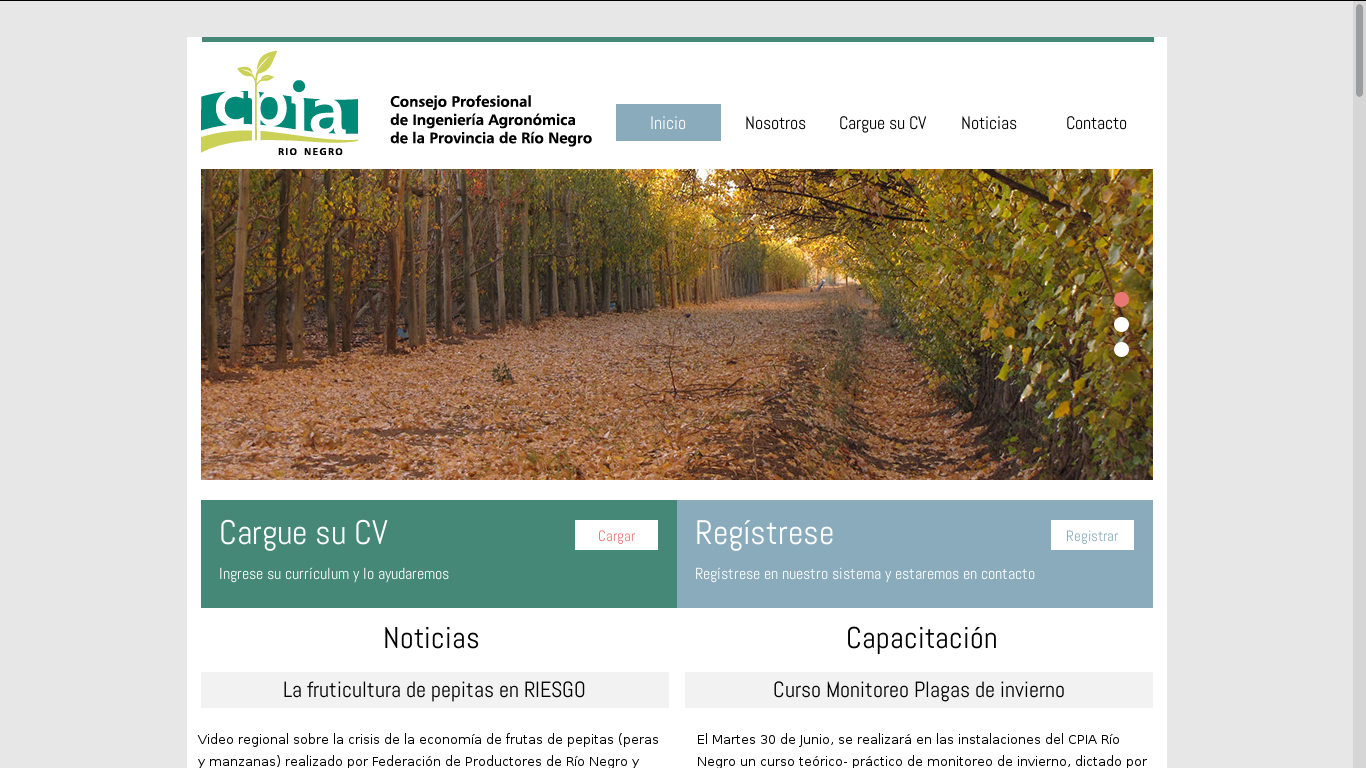 cpia
RIO NEGRO
Consejo Profesional
de Ingeniería Agronómica
de la Provincia de Río Negro
Inicio
Nosotros
Cargue su CV
Noticias
Contacto
Cargue su CV
Cargar
Ingrese su currículum y lo ayudaremos
Regístrese
Registrar
Registrese en nuestro sistema y estaremos en contacto
Noticias
La fruticultura de pepitas en RIESGO
Video regional sobre la crisis de la economía de frutas de pepitas (peras
y manzanas) realizado por Federación de Productores de Río Negro y
Capacitación
Curso Monitoreo Plagas de invierno
El Martes 30 de Junio, se realizará en las instalaciones del CPIA Río
Negro un curso teórico- práctico de monitoreo de invierno, dictado por